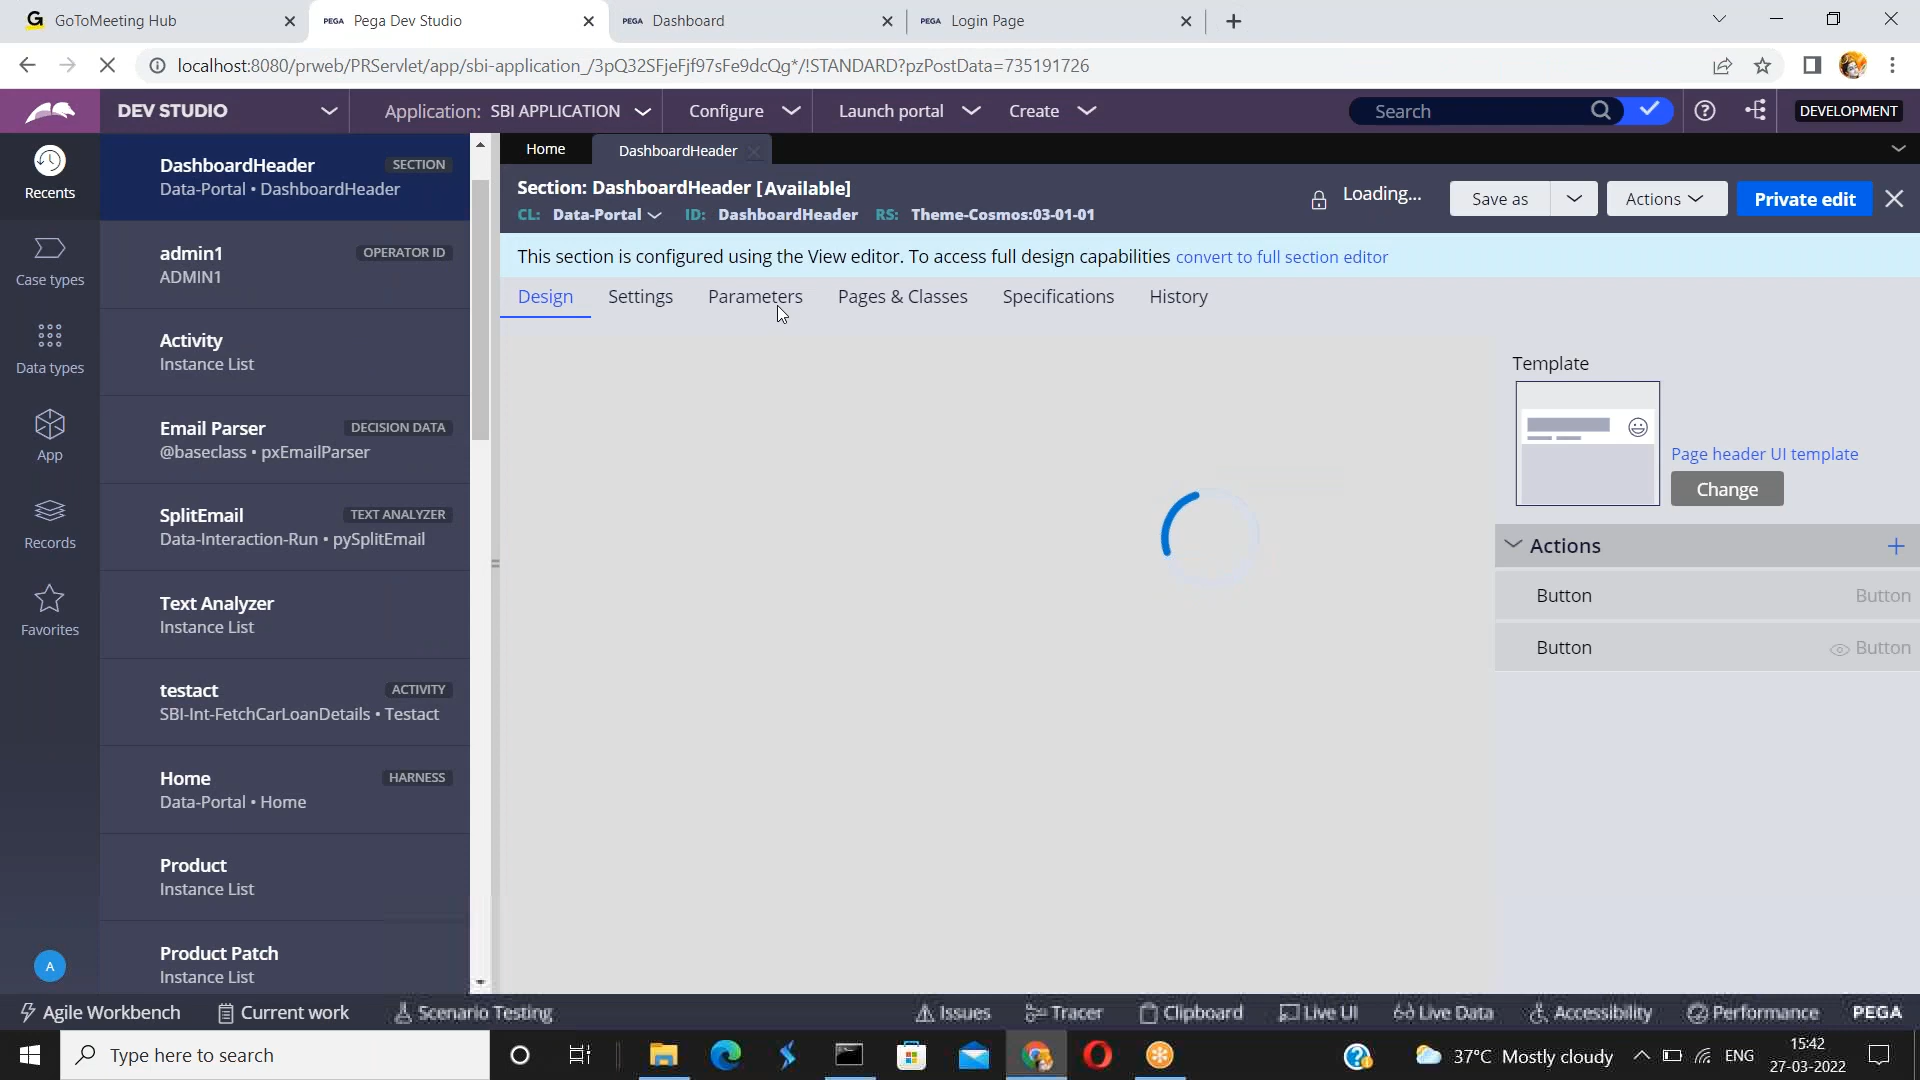 GoToMeeting Hub
PEGA Pega Dev Studio
PEGA Dashboard
PEGA Login Page
localhost:8080/prweb/PRServlet/app/sbi-application_/3pQ32SFjeFjf97sFe9dcQg*/!STANDARD?pzPostData=735191726
DEV STUDIO
Application: SBI APPLICATION
Configure
Launch portal
Create
Search
DEVELOPMENT
Recents
Case types
Data types
App
Records
Favorites
A
DashboardHeader SECTION
Data-Portal • DashboardHeader
admin1 OPERATOR ID
ADMIN1
Activity
Instance List
Email Parser DECISION DATA
@baseclass • pxEmailParser
SplitEmail TEXT ANALYZER
Data-Interaction-Run • pySplitEmail
Text Analyzer
Instance List
testact ACTIVITY
SBI-Int-FetchCarLoanDetails • Testact
Home HARNESS
Data-Portal • Home
Product
Instance List
Product Patch
Instance List
Home
DashboardHeader
Section: DashboardHeader [Available]
CL: Data-Portal ID: DashboardHeader RS: Theme-Cosmos:03-01-01
Loading...
Save as
Actions
Private edit
This section is configured using the View editor. To access full design capabilities convert to full section editor
Design
Settings
Parameters
Pages & Classes
Specifications
History
Template
Page header UI template
Change
Actions
Button Button
Button Button
Agile Workbench
Current work
Scenario Testing
Issues
Tracer
Clipboard
Live UI
Live Data
Accessibility
Performance
PEGA
Type here to search
37°C Mostly cloudy
ENG
15:42
27-03-2022